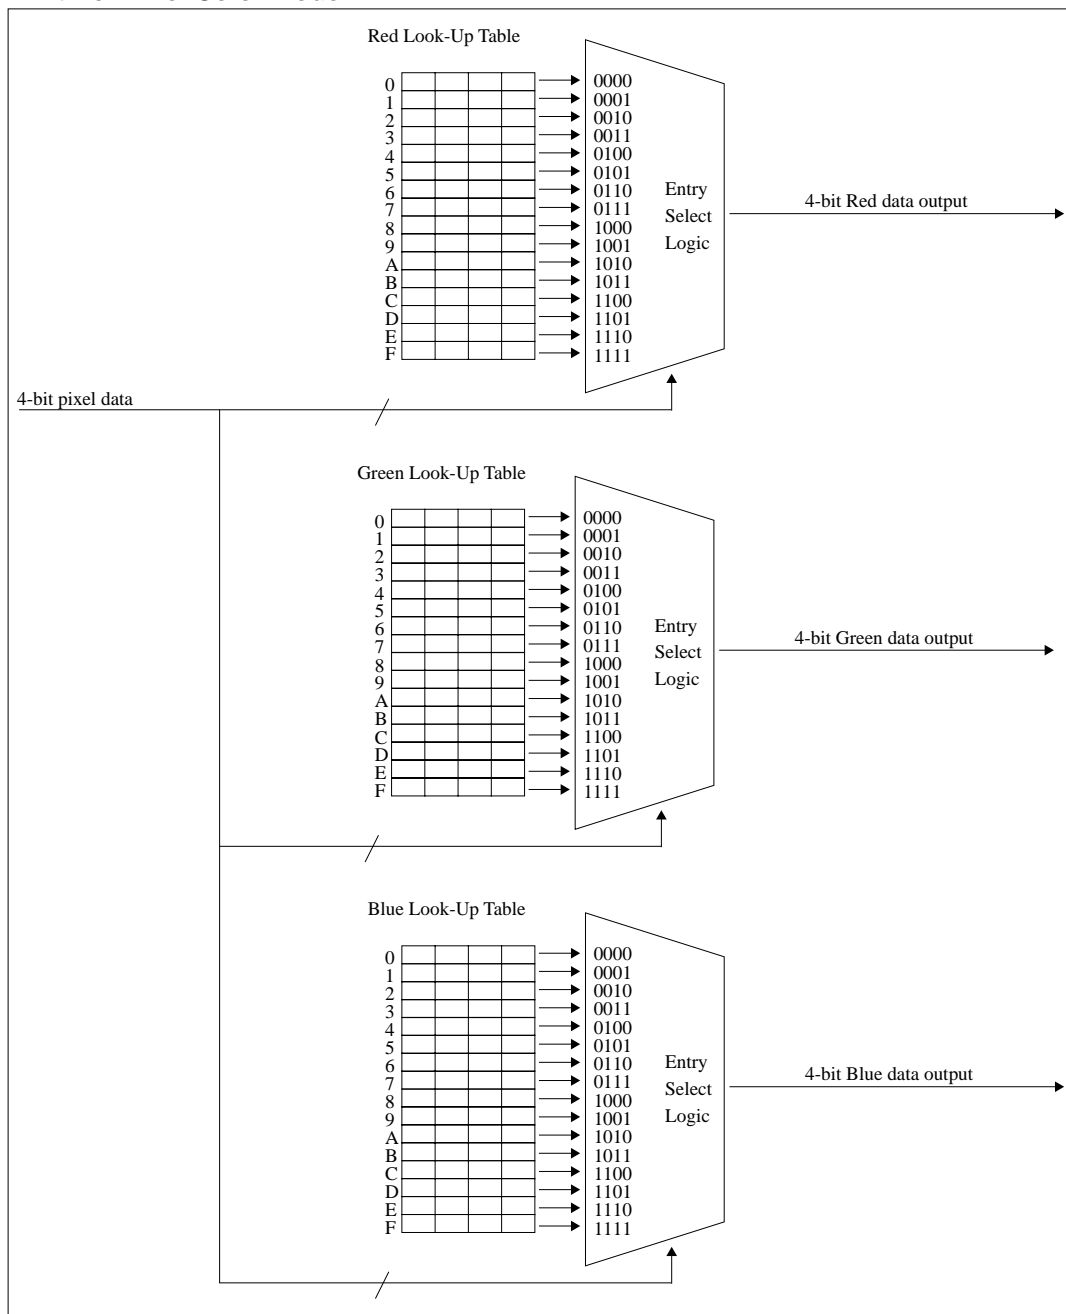 Red Look-Up Table
0 0000
1 0001
2 0010
3 0011
4 0100
5 0101
6 0110
7 0111
8 1000
9 1001
A 1010
B 1011
C 1100
D 1101
E 1110
F 1111
Entry
Select
Logic
4-bit Red data output
4-bit pixel data
Green Look-Up Table
0 0000
1 0001
2 0010
3 0011
4 0100
5 0101
6 0110
7 0111
8 1000
9 1001
A 1010
B 1011
C 1100
D 1101
E 1110
F 1111
Entry
Select
Logic
4-bit Green data output
Blue Look-Up Table
0 0000
1 0001
2 0010
3 0011
4 0100
5 0101
6 0110
7 0111
8 1000
9 1001
A 1010
B 1011
C 1100
D 1101
E 1110
F 1111
Entry
Select
Logic
4-bit Blue data output